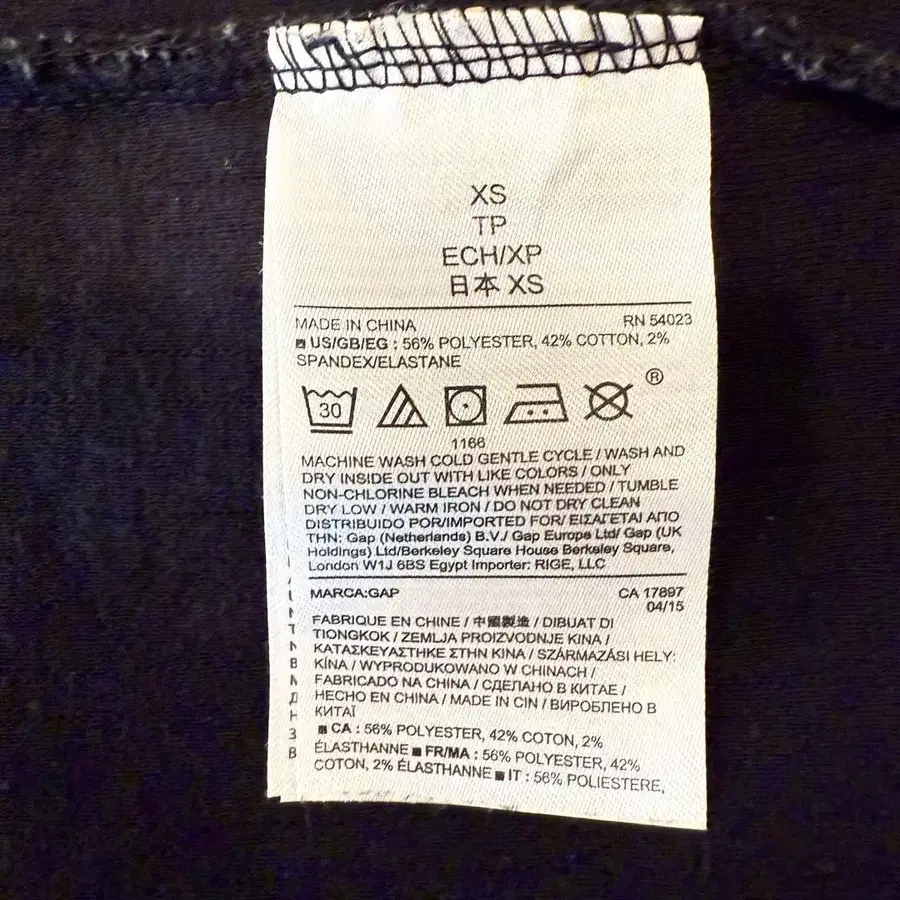 XS
TP
ECH/XP
日本 XS
MADE IN CHINA RN 54023
US/GB/EG : 56% POLYESTER, 42% COTTON, 2%
SPANDEX/ELASTANE
30 ®
1166
MACHINE WASH COLD GENTLE CYCLE / WASH AND
DRY INSIDE OUT WITH LIKE COLORS / ONLY
NON-CHLORINE BLEACH WHEN NEEDED / TUMBLE
DRY LOW / WARM IRON / DO NOT DRY CLEAN
DISTRIBUIDO POR/IMPORTED FOR/ ΕΙΣΑΓΕΤΑΙ ΑΠΟ
ΤΗΝ: Gap (Netherlands) B.V./ Gap Europe Ltd/ Gap (UK
Holdings) Ltd/Berkeley Square House Berkeley Square,
London W1J 6BS Egypt Importer: RIGE, LLC
MARCA:GAP CA 17897
04/15
FABRIQUE EN CHINE / 中國製造 / DIBUAT DI
TIONGKOK / ZEMLJA PROIZVODNJE KINA /
ΚΑΤΑΣΚΕΥΑΣΤΗΚΕ ΣΤΗΝ ΚΙΝΑ / SZÁRMAZÁSI HELY:
KÍNA / WYPRODUKOWANO W CHINACH /
FABRICADO NA CHINA / СДЕЛАНО В КИТАЕ /
HECHO EN CHINA / MADE IN CIN / ВИРОБЛЕНО В
КИТАЇ
CA : 56% POLYESTER, 42% COTON, 2%
ÉLASTHANNE FR/MA : 56% POLYESTER, 42%
COTON, 2% ÉLASTHANNE IT : 56% POLIESTERE,